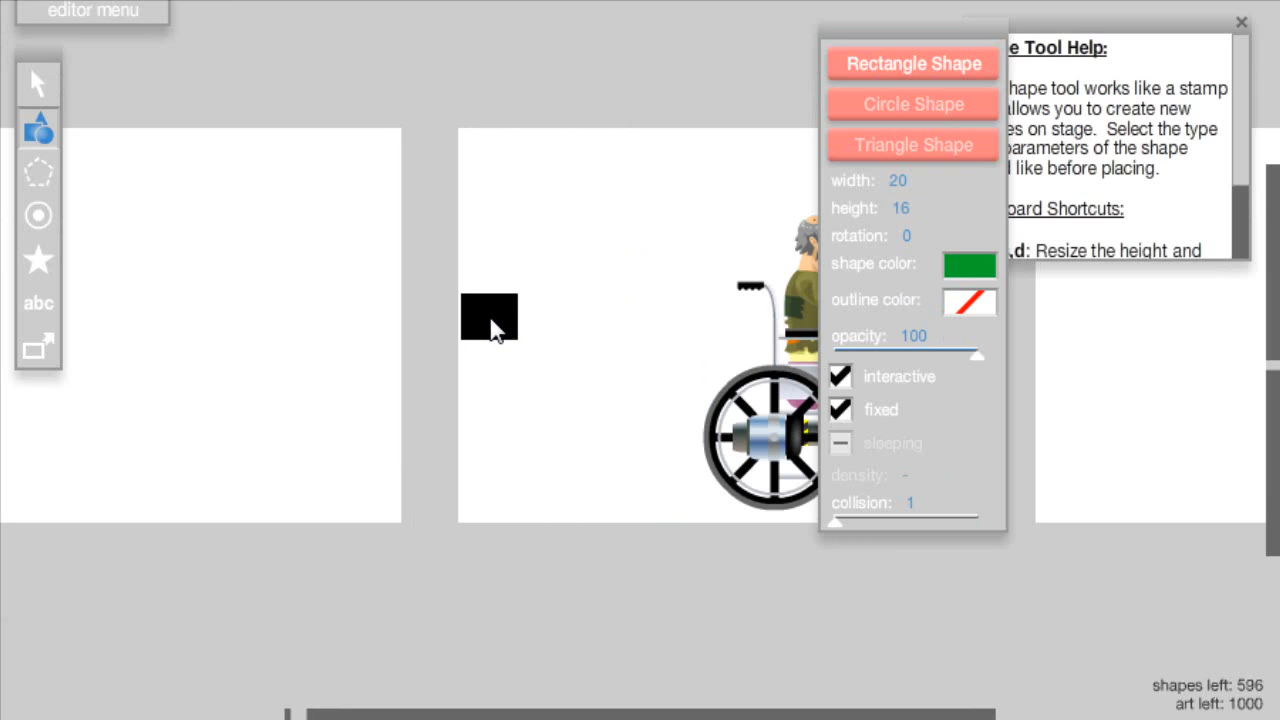 editor menu
abc
Rectangle Shape
Circle Shape
Triangle Shape
width: 20
height: 16
rotation: 0
shape color:
outline color:
opacity: 100
interactive
fixed
sleeping
density: -
collision: 1
e Tool Help:
hape tool works like a stamp
allows you to create new
es on stage. Select the type
parameters of the shape
like before placing.
oard Shortcuts:
,d: Resize the height and
shapes left: 596
art left: 1000